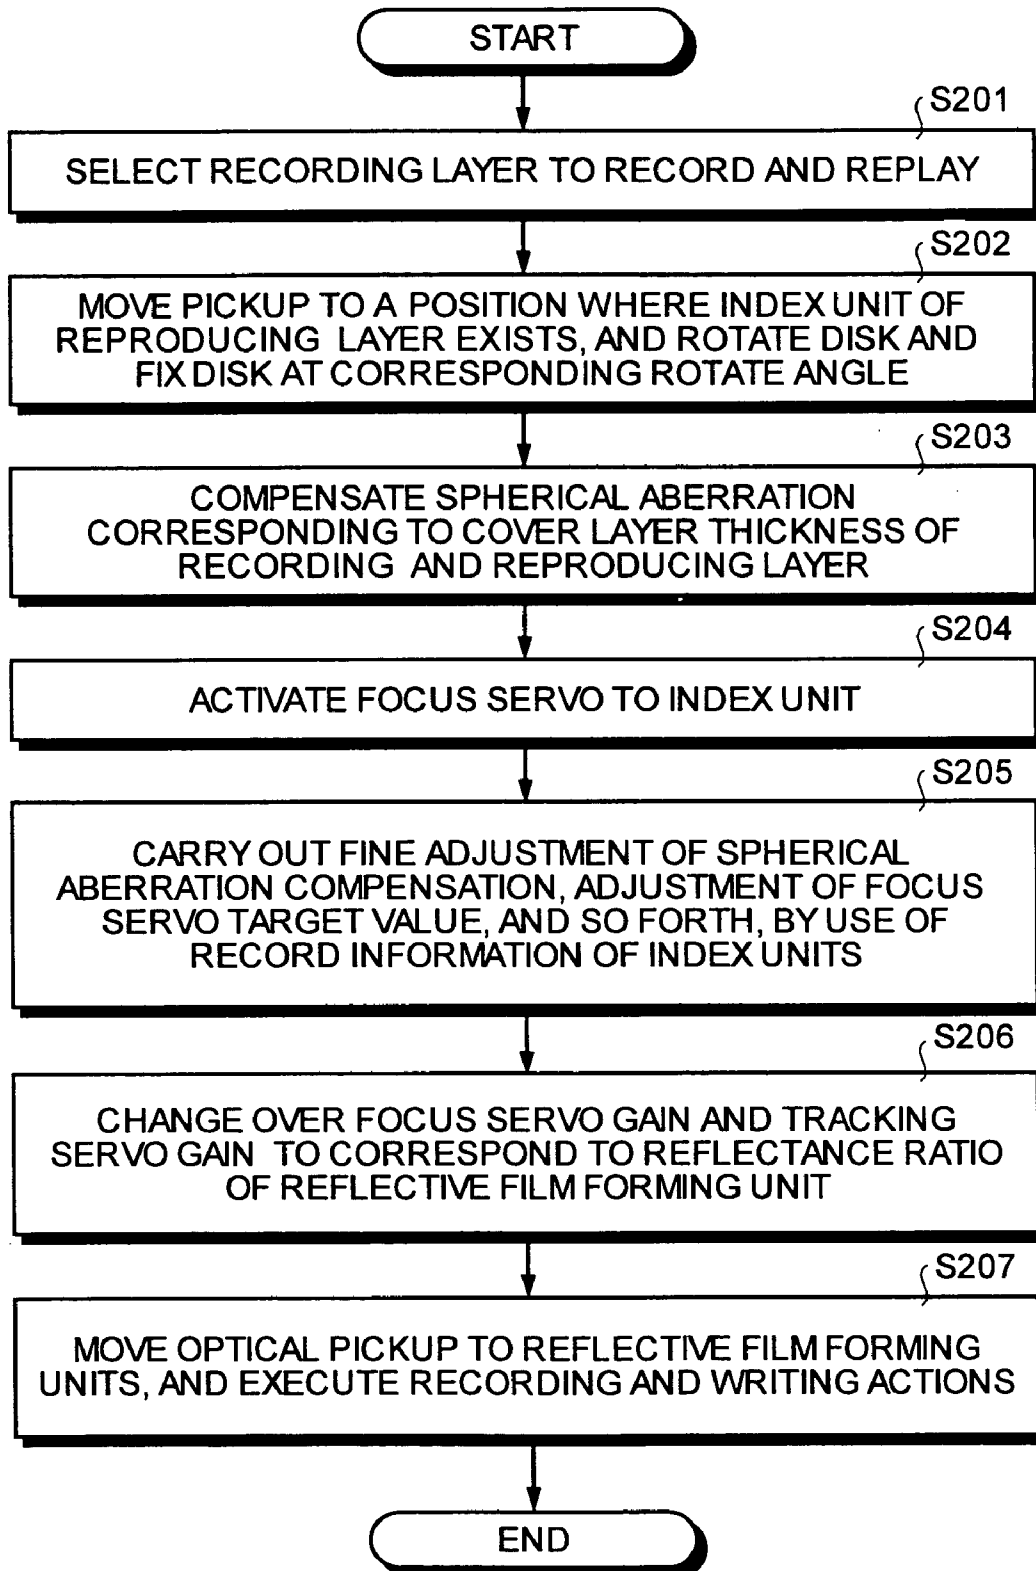 START
S201
SELECT RECORDING LAYER TO RECORD AND REPLAY
S202
MOVE PICKUP TO A POSITION WHERE INDEX UNIT OF
REPRODUCING LAYER EXISTS, AND ROTATE DISK AND
FIX DISK AT CORRESPONDING ROTATE ANGLE
S203
COMPENSATE SPHERICAL ABERRATION
CORRESPONDING TO COVER LAYER THICKNESS OF
RECORDING AND REPRODUCING LAYER
S204
ACTIVATE FOCUS SERVO TO INDEX UNIT
S205
CARRY OUT FINE ADJUSTMENT OF SPHERICAL
ABERRATION COMPENSATION, ADJUSTMENT OF FOCUS
SERVO TARGET VALUE, AND SO FORTH, BY USE OF
RECORD INFORMATION OF INDEX UNITS
S206
CHANGE OVER FOCUS SERVO GAIN AND TRACKING
SERVO GAIN TO CORRESPOND TO REFLECTANCE RATIO
OF REFLECTIVE FILM FORMING UNIT
S207
MOVE OPTICAL PICKUP TO REFLECTIVE FILM FORMING
UNITS, AND EXECUTE RECORDING AND WRITING ACTIONS
END